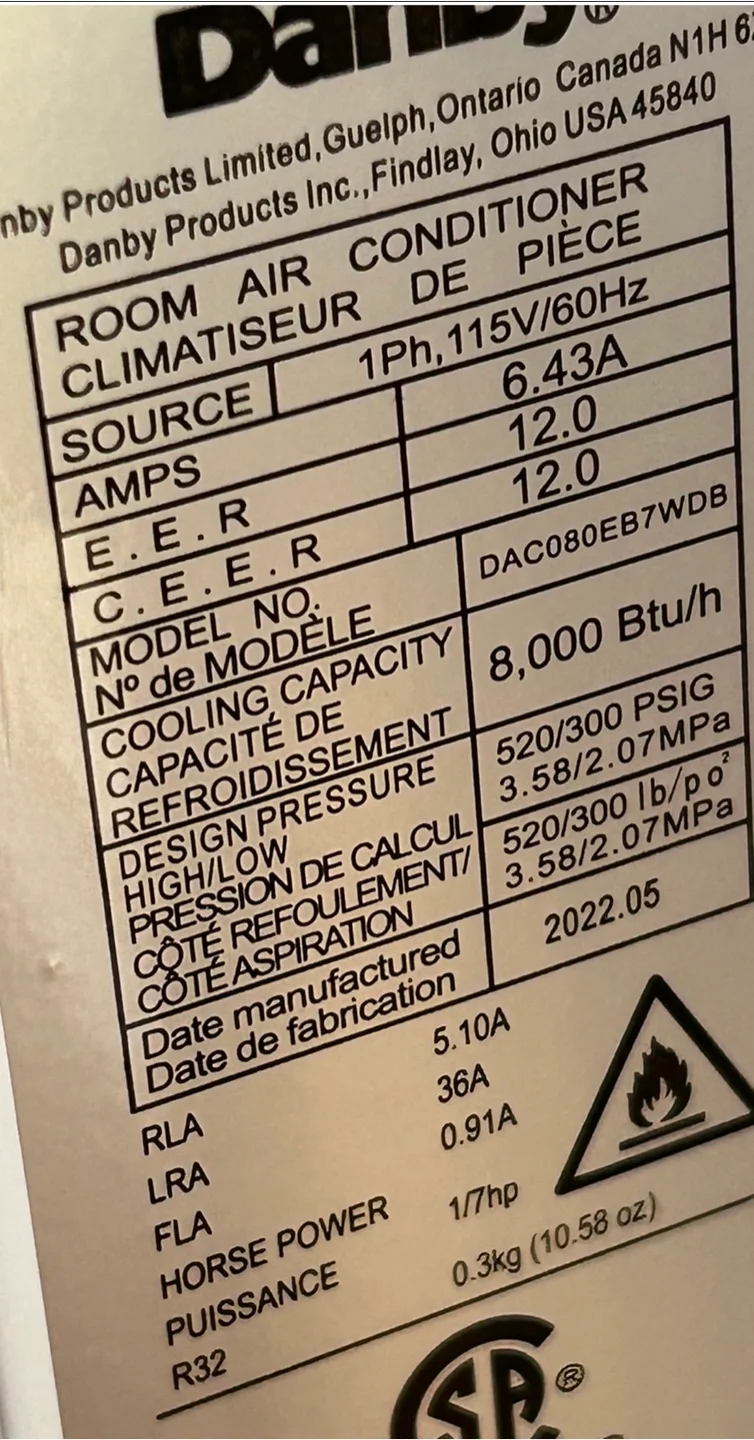 Danby®
nby Products Limited, Guelph, Ontario Canada N1H 6
Danby Products Inc., Findlay, Ohio USA 45840
ROOM AIR CONDITIONER
CLIMATISEUR DE PIÈCE
SOURCE 1Ph, 115V/60Hz
AMPS 6.43A
E.E.R 12.0
C.E.E.R 12.0
MODEL NO. DAC080EB7WDB
Nº de MODÈLE
COOLING CAPACITY 8,000 Btu/h
CAPACITÉ DE
REFROIDISSEMENT
DESIGN PRESSURE 520/300 PSIG
HIGH/LOW 3.58/2.07MPa
PRESSION DE CALCUL 520/300 lb/po²
CÔTÉ REFOULEMENT/ 3.58/2.07MPa
CÔTÉ ASPIRATION
Date manufactured 2022.05
Date de fabrication
RLA 5.10A
LRA 36A
FLA 0.91A
HORSE POWER 1/7hp
PUISSANCE
R32 0.3kg (10.58 oz)
SA ®